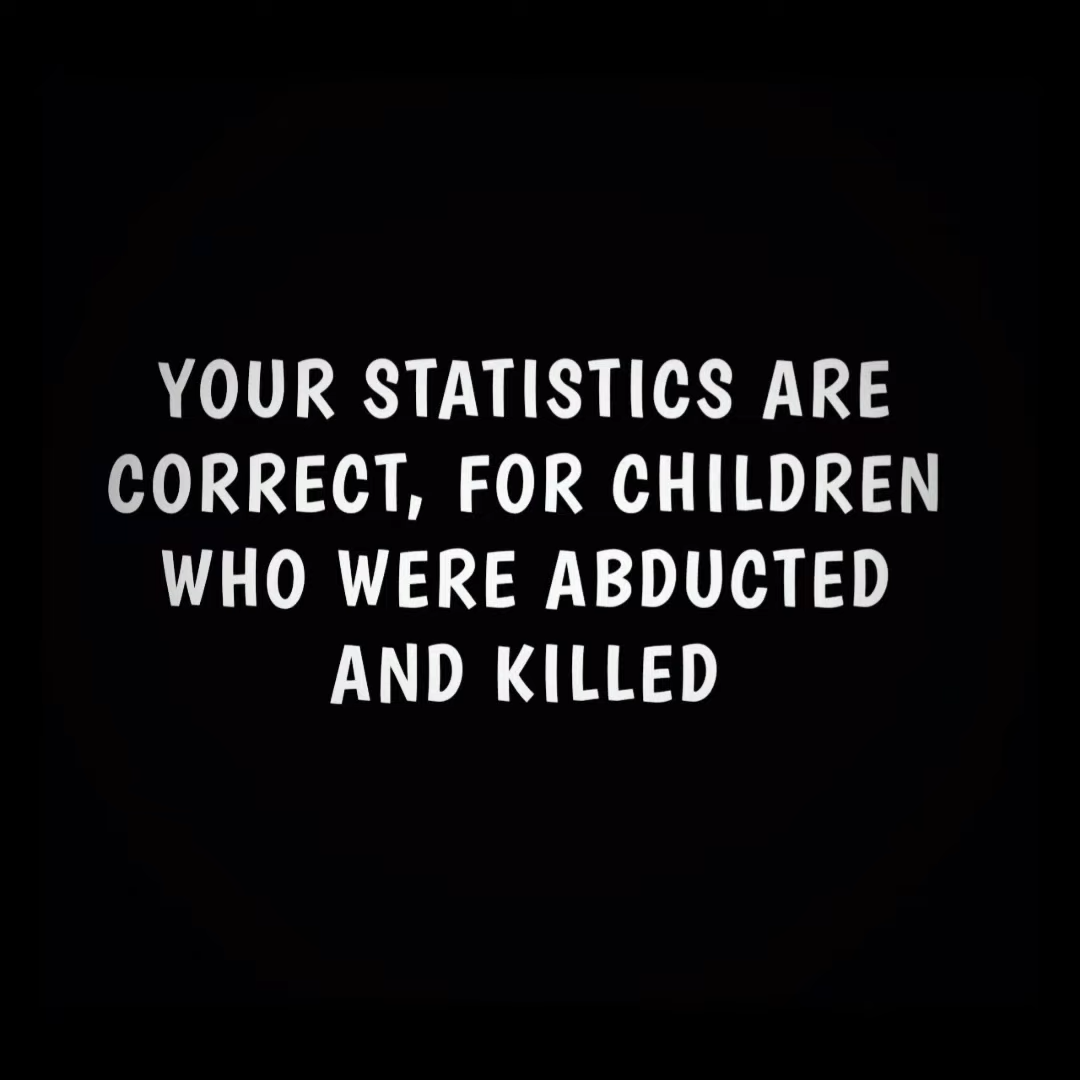 YOUR STATISTICS ARE
CORRECT, FOR CHILDREN
WHO WERE ABDUCTED
AND KILLED